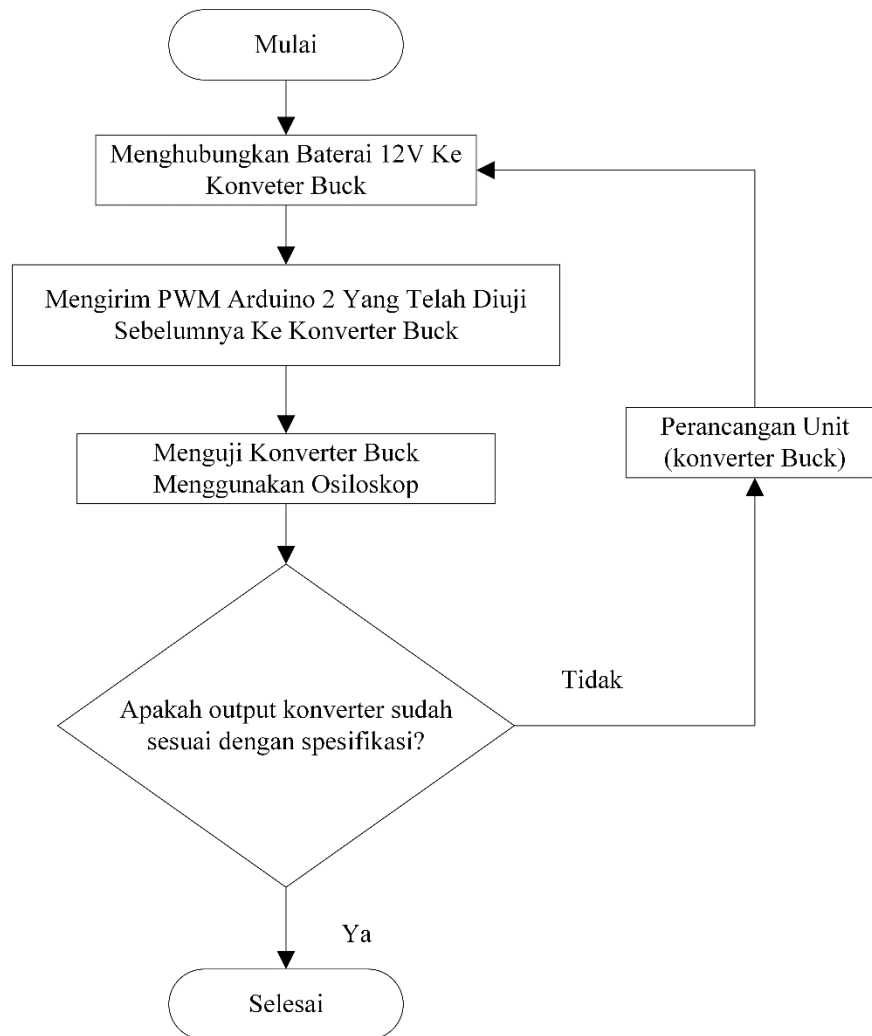 Mulai
Menghubungkan Baterai 12V Ke
Konveter Buck
Mengirim PWM Arduino 2 Yang Telah Diuji
Sebelumnya Ke Konverter Buck
Menguji Konverter Buck
Menggunakan Osiloskop
Perancangan Unit
(konverter Buck)
Apakah output konverter sudah
sesuai dengan spesifikasi?
Tidak
Ya
Selesai